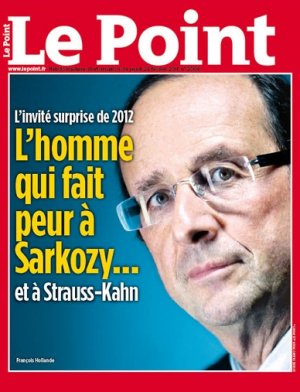 Le Point
Le Point
www.lepoint.fr
L'invité surprise de 2012
L'homme
qui fait
peur à
Sarkozy...
et à Strauss-Kahn
François Hollande